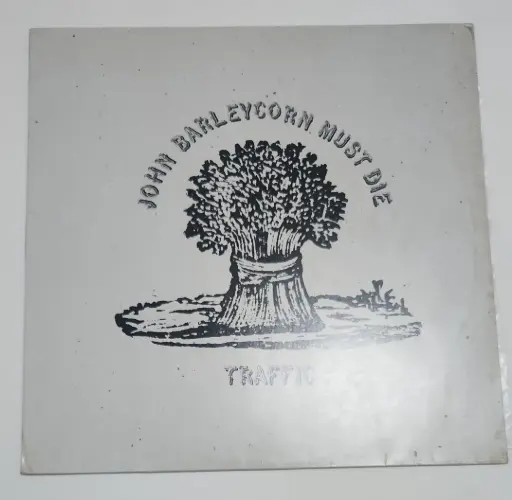 JOHN BARLEYCORN MUST DIE
TRAFFIC